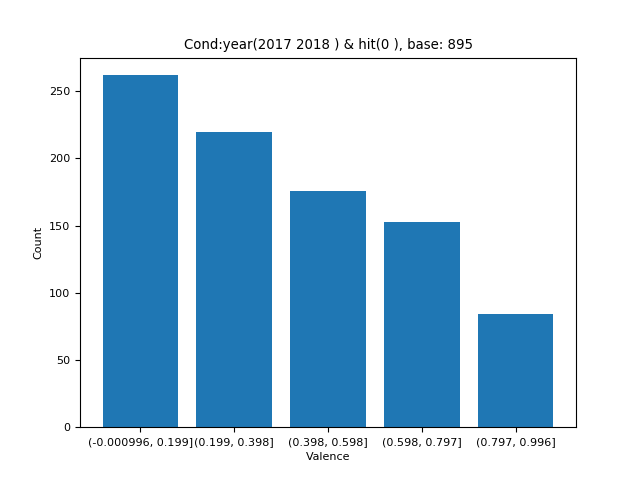 Cond:year(2017 2018 ) & hit(0 ), base: 895
250
200
150
100
50
0
Count
(-0.000996, 0.199] (0.199, 0.398] (0.398, 0.598] (0.598, 0.797] (0.797, 0.996]
Valence